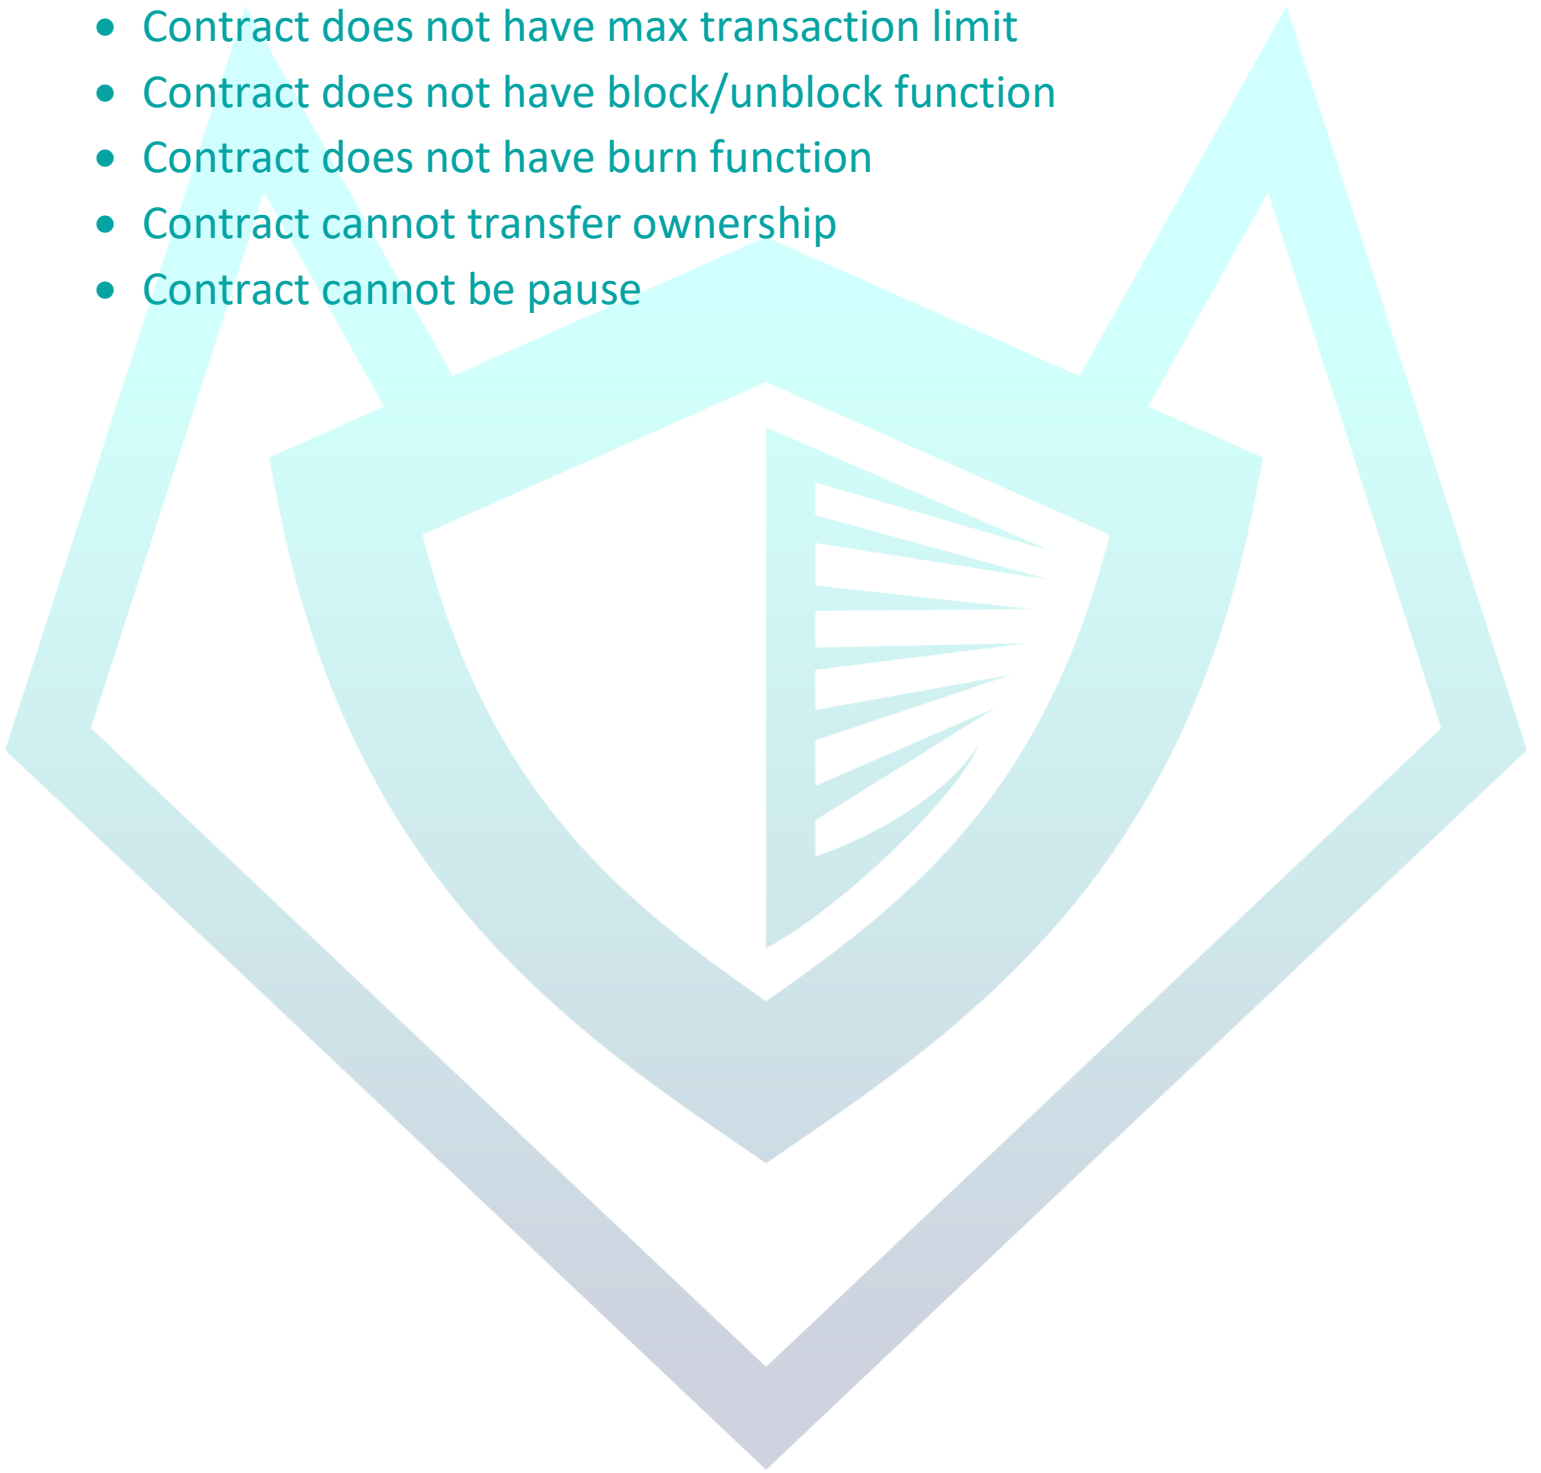 • Contract does not have max transaction limit
• Contract does not have block/unblock function
• Contract does not have burn function
• Contract cannot transfer ownership
• Contract cannot be pause